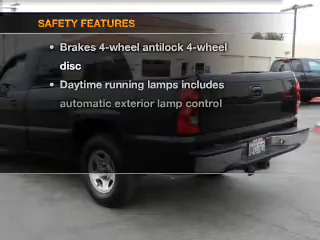 SAFETY FEATURES
• Brakes 4-wheel antilock 4-wheel
disc
• Daytime running lamps includes
automatic exterior lamp control